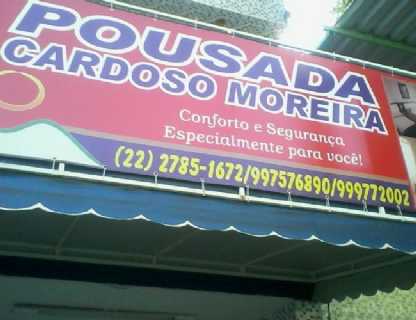 POUSADA
CARDOSO MOREIRA
Conforto e Segurança
Especialmente para você!
(22) 2785-1672/997576890/999772002